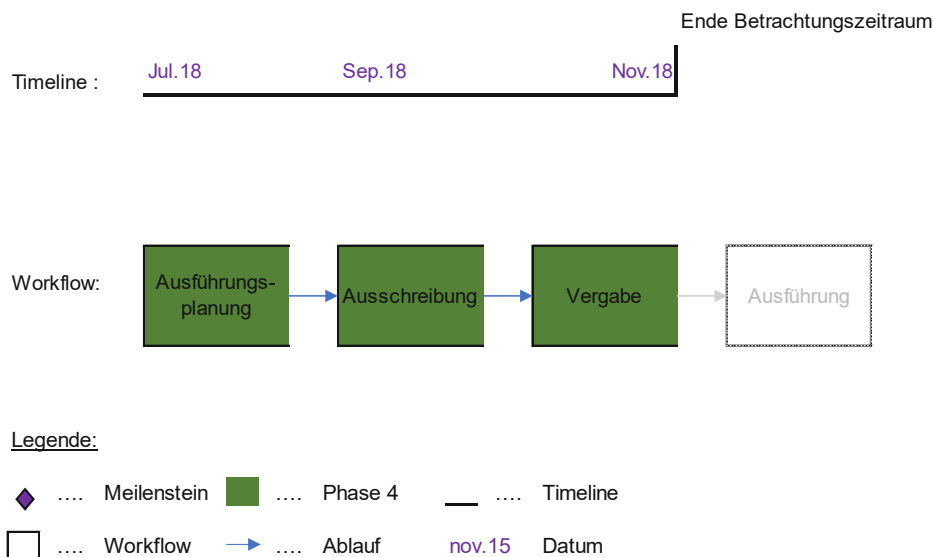 Ende Betrachtungszeitraum
Timeline : Jul.18 Sep.18 Nov.18
Workflow: Ausführungs-
planung
Ausschreibung
Vergabe
Ausführung
Legende:
.... Meilenstein .... Phase 4 .... Timeline
.... Workflow .... Ablauf nov.15 Datum